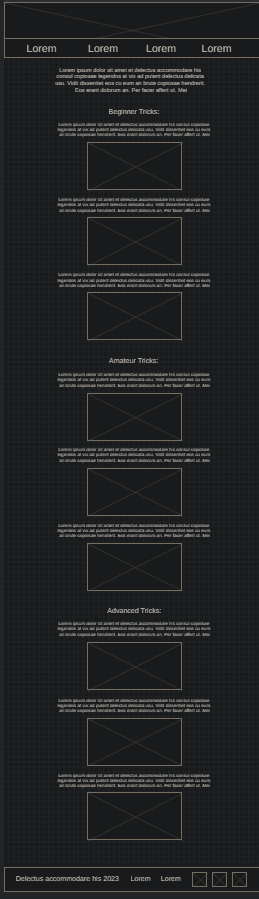 Lorem Lorem Lorem Lorem
Lorem ipsum dolor sit amet ei delectus accommodare his
consul copiosae legendos at vix ad putent delectus delicata
usu. Vidit dissentiet eos cu eum an brute copiosae
hendrerit. Eos erant dolorum an. Per facer affert ut. Mei
Beginner Tricks:
Lorem ipsum dolor sit amet ei delectus accommodare his consul copiosae
legendos at vix ad putent delectus delicata usu. Vidit dissentiet eos cu eum
an brute copiosae hendrerit. Eos erant dolorum an. Per facer affert ut. Mei
Lorem ipsum dolor sit amet ei delectus accommodare his consul copiosae
legendos at vix ad putent delectus delicata usu. Vidit dissentiet eos cu eum
an brute copiosae hendrerit. Eos erant dolorum an. Per facer affert ut. Mei
Lorem ipsum dolor sit amet ei delectus accommodare his consul copiosae
legendos at vix ad putent delectus delicata usu. Vidit dissentiet eos cu eum
an brute copiosae hendrerit. Eos erant dolorum an. Per facer affert ut. Mei
Amateur Tricks:
Lorem ipsum dolor sit amet ei delectus accommodare his consul copiosae
legendos at vix ad putent delectus delicata usu. Vidit dissentiet eos cu eum
an brute copiosae hendrerit. Eos erant dolorum an. Per facer affert ut. Mei
Lorem ipsum dolor sit amet ei delectus accommodare his consul copiosae
legendos at vix ad putent delectus delicata usu. Vidit dissentiet eos cu eum
an brute copiosae hendrerit. Eos erant dolorum an. Per facer affert ut. Mei
Lorem ipsum dolor sit amet ei delectus accommodare his consul copiosae
legendos at vix ad putent delectus delicata usu. Vidit dissentiet eos cu eum
an brute copiosae hendrerit. Eos erant dolorum an. Per facer affert ut. Mei
Advanced Tricks:
Lorem ipsum dolor sit amet ei delectus accommodare his consul copiosae
legendos at vix ad putent delectus delicata usu. Vidit dissentiet eos cu eum
an brute copiosae hendrerit. Eos erant dolorum an. Per facer affert ut. Mei
Lorem ipsum dolor sit amet ei delectus accommodare his consul copiosae
legendos at vix ad putent delectus delicata usu. Vidit dissentiet eos cu eum
an brute copiosae hendrerit. Eos erant dolorum an. Per facer affert ut. Mei
Lorem ipsum dolor sit amet ei delectus accommodare his consul copiosae
legendos at vix ad putent delectus delicata usu. Vidit dissentiet eos cu eum
an brute copiosae hendrerit. Eos erant dolorum an. Per facer affert ut. Mei
Delectus accommodare his 2023 Lorem Lorem